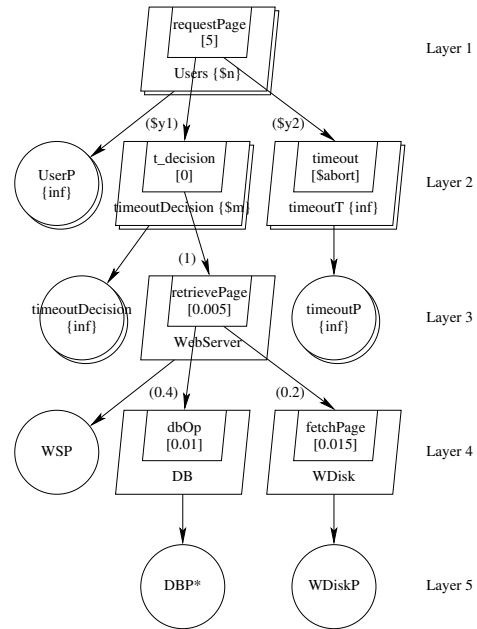 requestPage
[5]
Users {$n}
Layer 1
($y1)
($y2)
UserP
{inf}
t_decision
[0]
timeoutDecision {$m}
timeout
[$abort]
timeoutT {inf}
Layer 2
(1)
timeoutDecision
{inf}
retrievePage
[0.005]
WebServer
timeoutP
{inf}
Layer 3
(0.4)
(0.2)
WSP
dbOp
[0.01]
DB
fetchPage
[0.015]
WDisk
Layer 4
DBP*
WDiskP
Layer 5